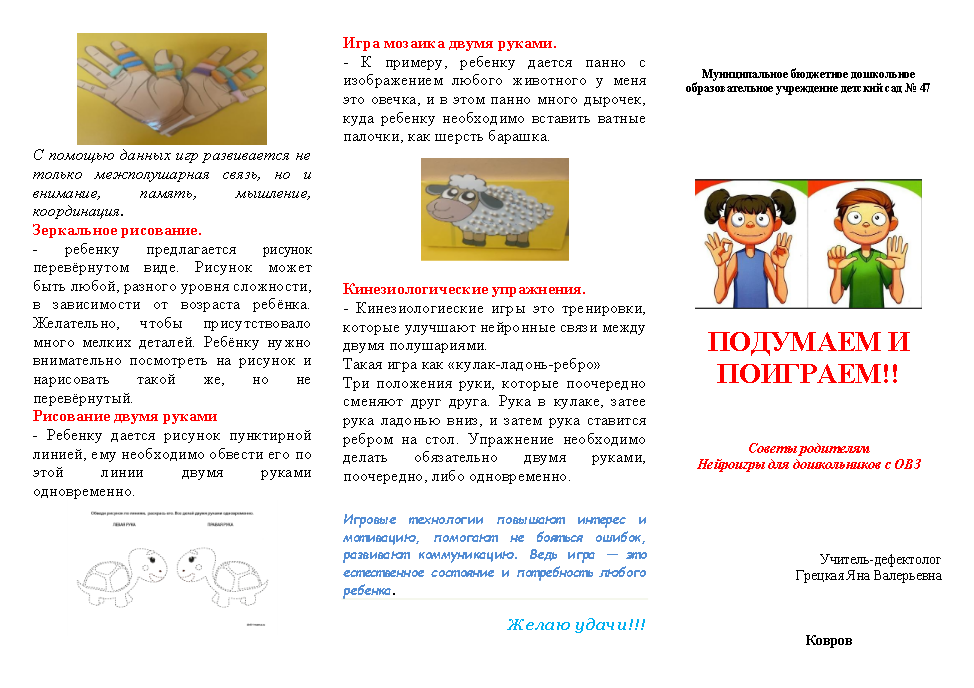 С помощью данных игр развивается не
только межполушарная связь, но и
внимание, память, мышление,
координация.
Зеркальное рисование.
- ребенку предлагается рисунок
перевёрнутом виде. Рисунок может
быть любой, разного уровня сложности,
в зависимости от возраста ребёнка.
Желательно, чтобы присутствовало
много мелких деталей. Ребёнку нужно
внимательно посмотреть на рисунок и
нарисовать такой же, но не
перевёрнутый.
Рисование двумя руками
- Ребенку дается рисунок пунктирной
линией, ему необходимо обвести его по
этой линии двумя руками
одновременно.
ЛЕВАЯ РУКА ПРАВАЯ РУКА
Игра мозаика двумя руками.
- К примеру, ребенку дается панно с
изображением любого животного у меня
это овечка, и в этом панно много дырочек,
куда ребенку необходимо вставить ватные
палочки, как шерсть барашка.
Кинезиологические упражнения.
- Кинезиологиеские игры это тренировки,
которые улучшают нейронные связи между
двумя полушариями.
Такая игра как «кулак-ладонь-ребро»
Три положения руки, которые поочередно
сменяют друг друга. Рука в кулаке, затее
рука ладонью вниз, и затем рука ставится
ребром на стол. Упражнение необходимо
делать обязательно двумя руками,
поочередно, либо одновременно.
Игровые технологии повышают интерес и
мотивацию, помогают не бояться ошибок,
развивают коммуникацию. Ведь игра — это
естественное состояние и потребность любого
ребенка.
Желаю удачи!!!
Муниципальное бюджетное дошкольное
образовательное учреждение детский сад № 47
ПОДУМАЕМ И
ПОИГРАЕМ!!
Советы родителям
Нейроигры для дошкольников с ОВЗ
Учитель-дефектолог
Грецкая Яна Валерьевна
Ковров